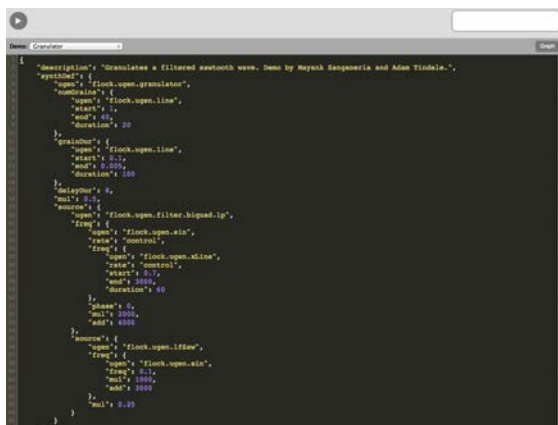 Demo: Granulator Graph
{
"description": "Granulates a filtered sawtooth wave. Demo by Mayank Sanganeria and Adam Tindale.",
"synthDef": {
"ugen": "flock.ugen.granulator",
"numGrains": {
"ugen": "flock.ugen.line",
"start": 1,
"end": 40,
"duration": 20
},
"grainDur": {
"ugen": "flock.ugen.line",
"start": 0.1,
"end": 0.005,
"duration": 100
},
"delayDur": 8,
"mul": 0.5,
"source": {
"ugen": "flock.ugen.filter.biquad.lp",
"freq": {
"ugen": "flock.ugen.sin",
"rate": "control",
"freq": {
"ugen": "flock.ugen.xLine",
"rate": "control",
"start": 0.7,
"end": 3000,
"duration": 60
},
"phase": 0,
"mul": 2000,
"add": 4000
},
"source": {
"ugen": "flock.ugen.lfSaw",
"freq": {
"ugen": "flock.ugen.sin",
"freq": 0.1,
"mul": 1000,
"add": 3000
},
"mul": 0.25
}
}